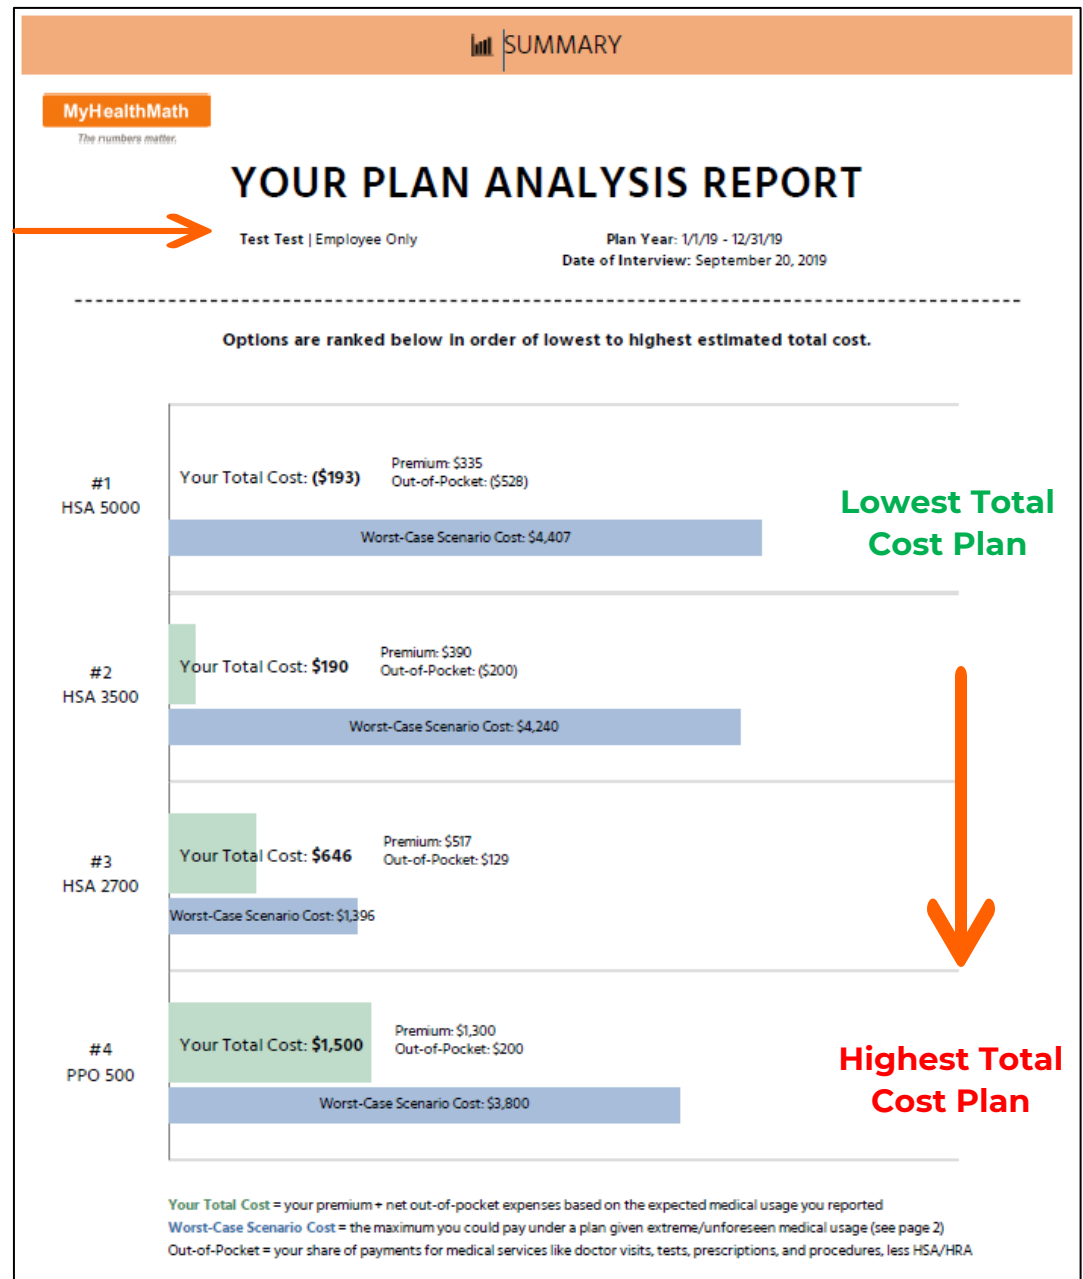 SUMMARY
MyHealthMath
The numbers matter.
YOUR PLAN ANALYSIS REPORT
Test Test | Employee Only
Plan Year: 1/1/19 - 12/31/19
Date of Interview: September 20, 2019
Options are ranked below in order of lowest to highest estimated total cost.
#1
HSA 5000
Your Total Cost: ($193)
Premium: $335
Out-of-Pocket: ($528)
Worst-Case Scenario Cost: $4,407
Lowest Total
Cost Plan
#2
HSA 3500
Your Total Cost: $190
Premium: $390
Out-of-Pocket: ($200)
Worst-Case Scenario Cost: $4,240
#3
HSA 2700
Your Total Cost: $646
Premium: $517
Out-of-Pocket: $129
Worst-Case Scenario Cost: $1,396
#4
PPO 500
Your Total Cost: $1,500
Premium: $1,300
Out-of-Pocket: $200
Worst-Case Scenario Cost: $3,800
Highest Total
Cost Plan
Your Total Cost = your premium + net out-of-pocket expenses based on the expected medical usage you reported
Worst-Case Scenario Cost = the maximum you could pay under a plan given extreme/unforeseen medical usage (see page 2)
Out-of-Pocket = your share of payments for medical services like doctor visits, tests, prescriptions, and procedures, less HSA/HRA